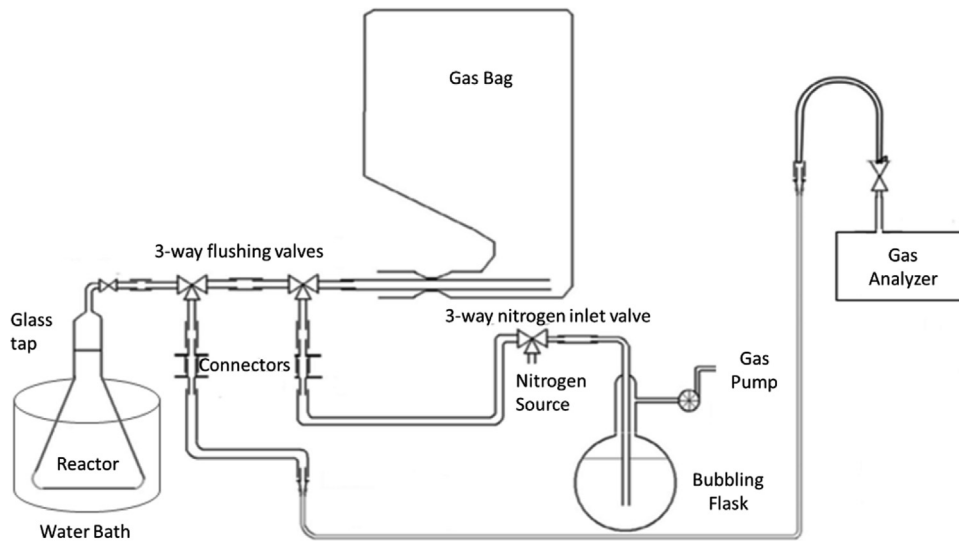 Gas Bag
3-way flushing valves
Gas
Analyzer
Glass
tap
3-way nitrogen inlet valve
Connectors
Nitrogen
Source
Gas
Pump
Reactor
Bubbling
Flask
Water Bath